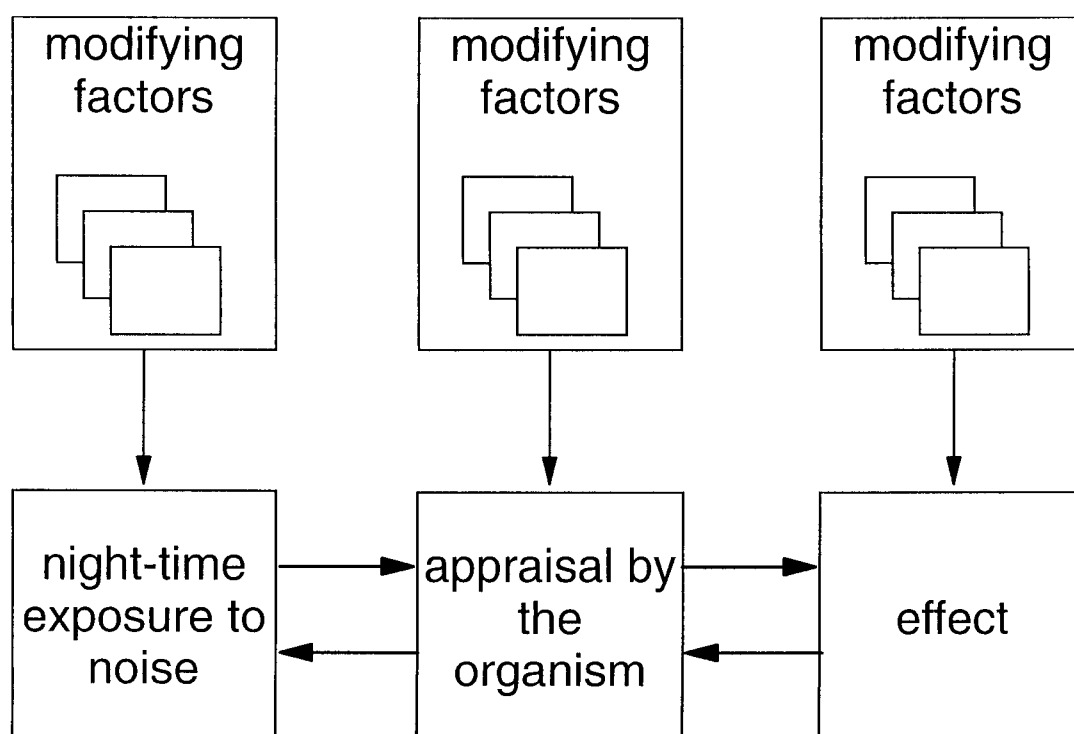 modifying
factors
modifying
factors
modifying
factors
night-time
exposure to
noise
appraisal by
the
organism
effect